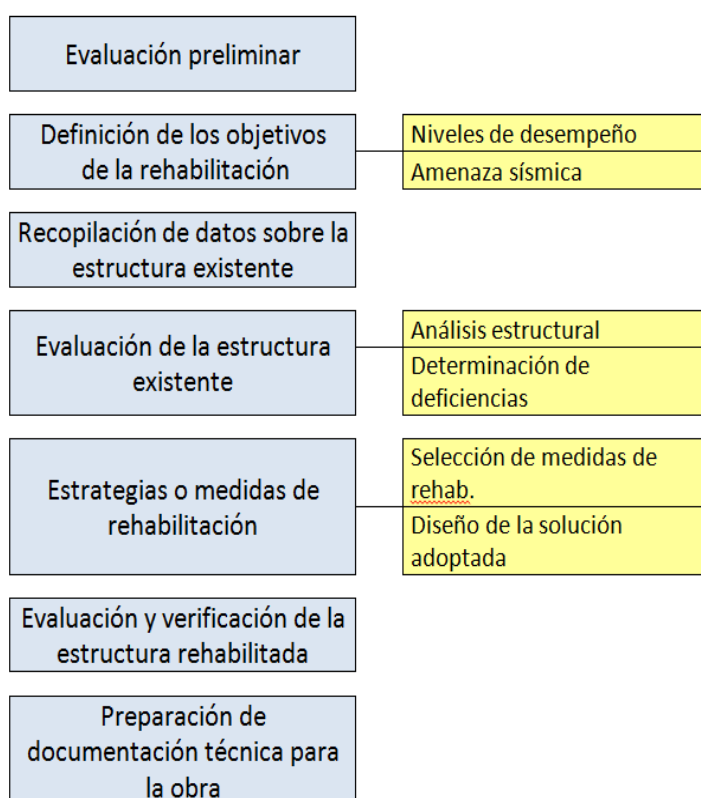 Evaluación preliminar
Definición de los objetivos
de la rehabilitación
Niveles de desempeño
Amenaza sísmica
Recopilación de datos sobre la
estructura existente
Evaluación de la estructura
existente
Análisis estructural
Determinación de
deficiencias
Estrategias o medidas de
rehabilitación
Selección de medidas de
rehab.
Diseño de la solución
adoptada
Evaluación y verificación de la
estructura rehabilitada
Preparación de
documentación técnica para
la obra